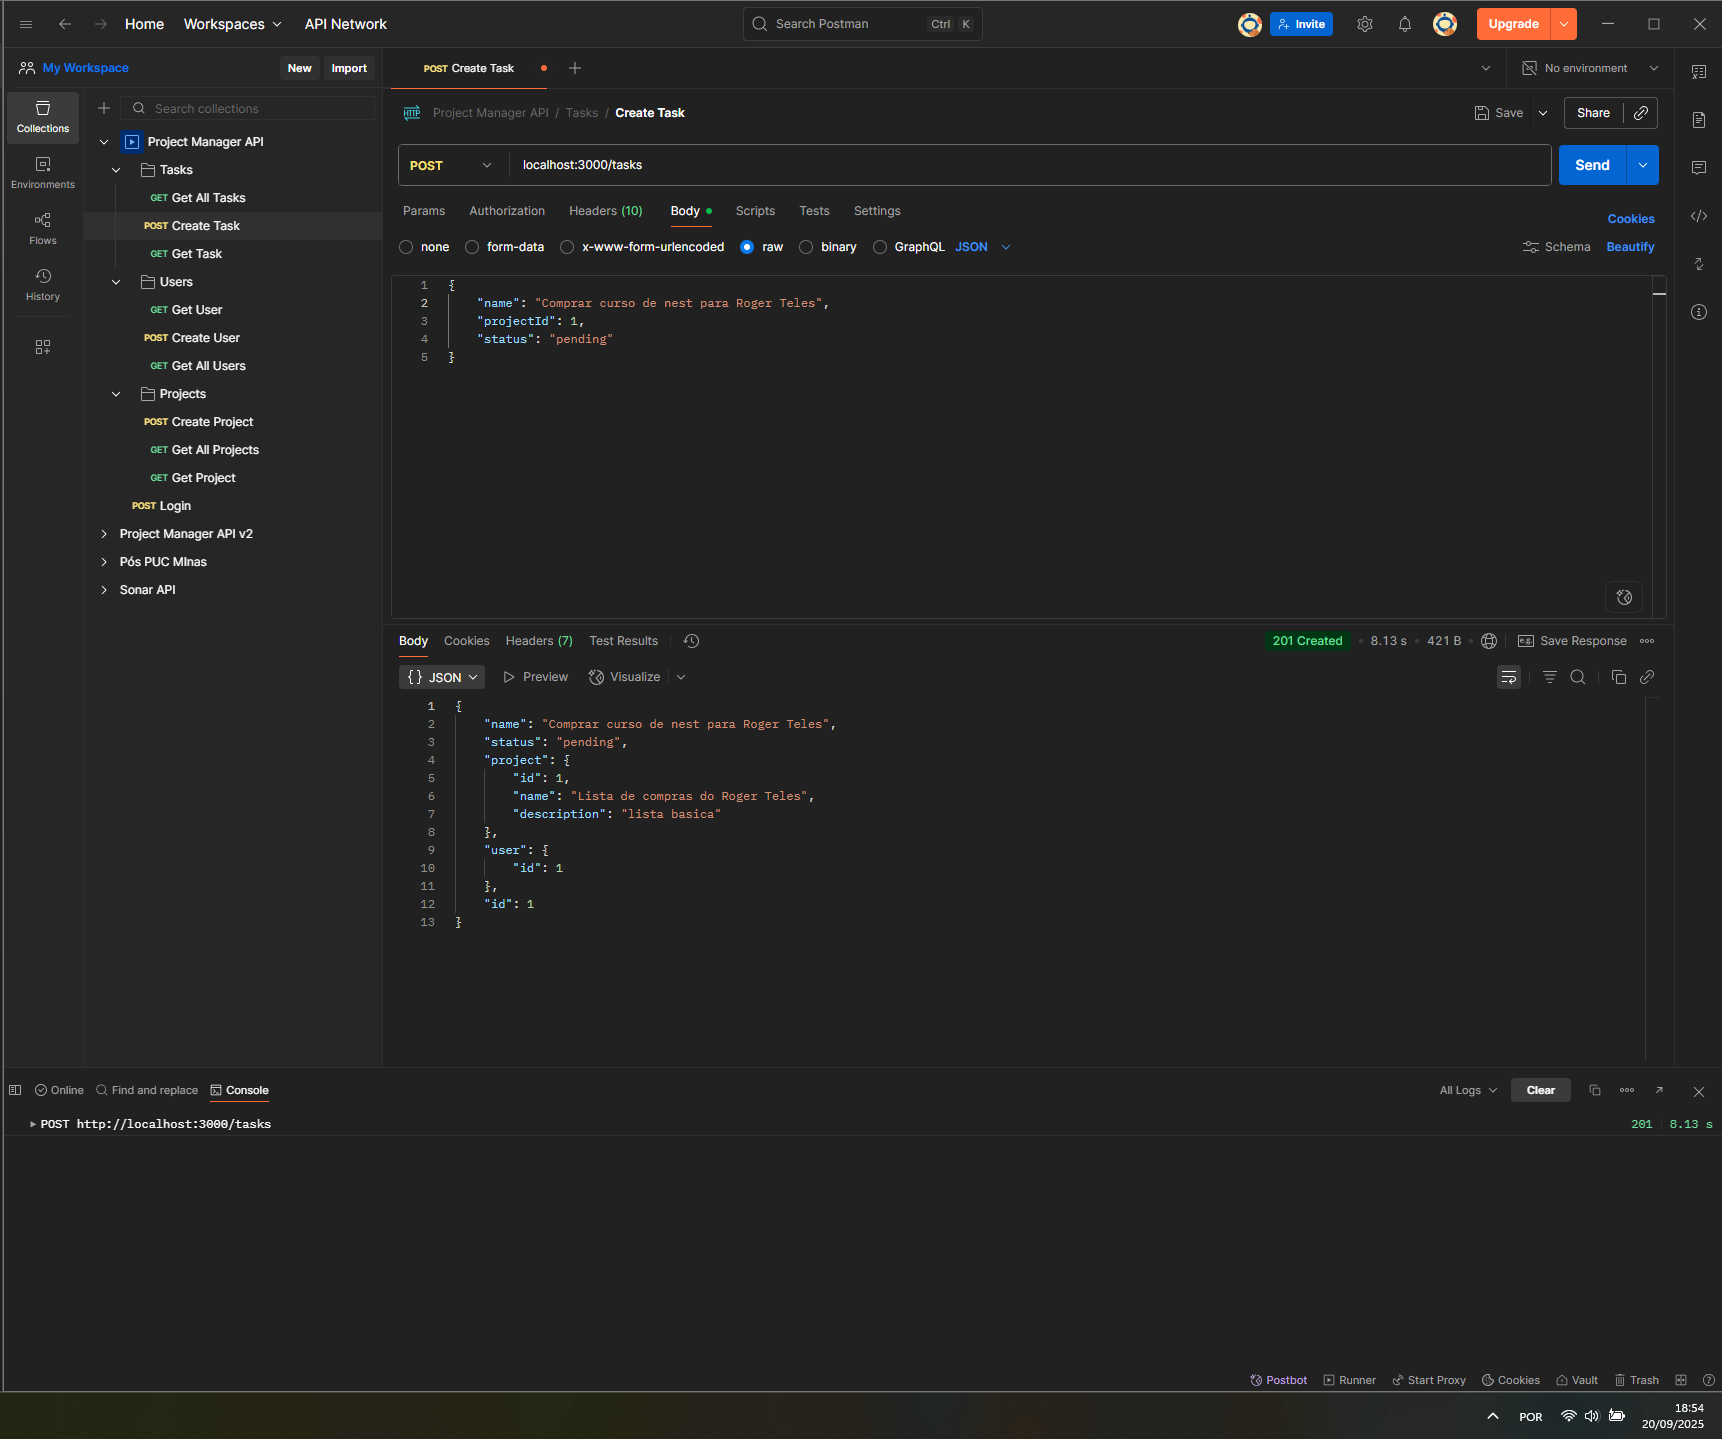 Home Workspaces API Network Search Postman Ctrl K Invite Upgrade
My Workspace New Import POST Create Task No environment
Search collections
Collections
Environments
Flows
History
Project Manager API
Tasks
GET Get All Tasks
POST Create Task
GET Get Task
Users
GET Get User
POST Create User
GET Get All Users
Projects
POST Create Project
GET Get All Projects
GET Get Project
POST Login
Project Manager API v2
Pós PUC MInas
Sonar API
HTTP Project Manager API / Tasks / Create Task Save Share
POST localhost:3000/tasks Send
Params Authorization Headers (10) Body Scripts Tests Settings Cookies
none form-data x-www-form-urlencoded raw binary GraphQL JSON Schema Beautify
1 {
2 "name": "Comprar curso de nest para Roger Teles",
3 "projectId": 1,
4 "status": "pending"
5 }
Body Cookies Headers (7) Test Results 201 Created • 8.13 s • 421 B e.g. Save Response
{} JSON Preview Visualize
1 {
2 "name": "Comprar curso de nest para Roger Teles",
3 "status": "pending",
4 "project": {
5 "id": 1,
6 "name": "Lista de compras do Roger Teles",
7 "description": "lista basica"
8 },
9 "user": {
10 "id": 1
11 },
12 "id": 1
13 }
Online Find and replace Console All Logs Clear
POST http://localhost:3000/tasks 201 8.13 s
Postbot Runner Start Proxy Cookies Vault Trash
POR 18:54
20/09/2025